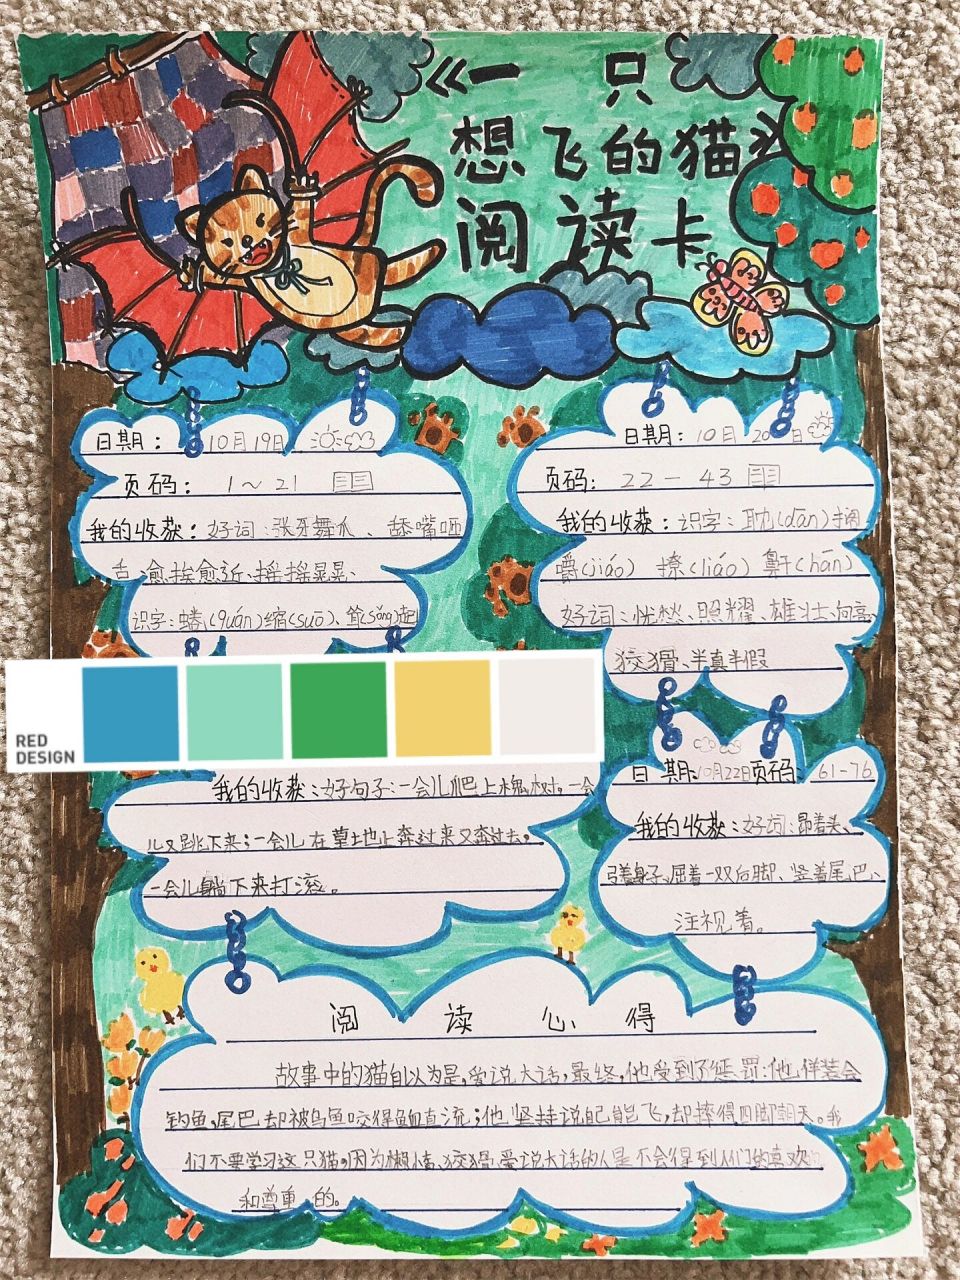 《一只
想飞的猫》
阅读卡
日期：10月19日
页码：1～21
我的收获：好词：张牙舞爪、舔嘴咂
舌、愈挨愈近、摇摇晃晃、
识字：蜷(quán)缩(suō)、耸(sǒng)起
日期：10月20日
页码：22—43
我的收获：识字：耽(dān)搁
嚼(jiáo) 撩(liáo) 鼾(hān)
好词：恍然、照耀、雄壮、向高、
狡猾、半真半假
RED
DESIGN
我的收获：好句子：一会儿爬上槐树，一会
儿又跳下来；一会儿在草地上奔过来又奔过去，
一会儿躺下来打滚。
日期：10月22日页码：61-76
我的收获：好词：昂着头、
弓着身子、屈着一双后脚、竖着尾巴、
注视着。
阅读心得
故事中的猫自以为是，爱说大话，最终，他受到了惩罚：他佯装会
钓鱼，尾巴却被乌鱼咬得鲜血直流；他坚持说自己能飞，却摔得四脚朝天。我
们不要学习这只猫，因为懒惰、狡猾、爱说大话的人是不会得到人们的喜欢
和尊重的。